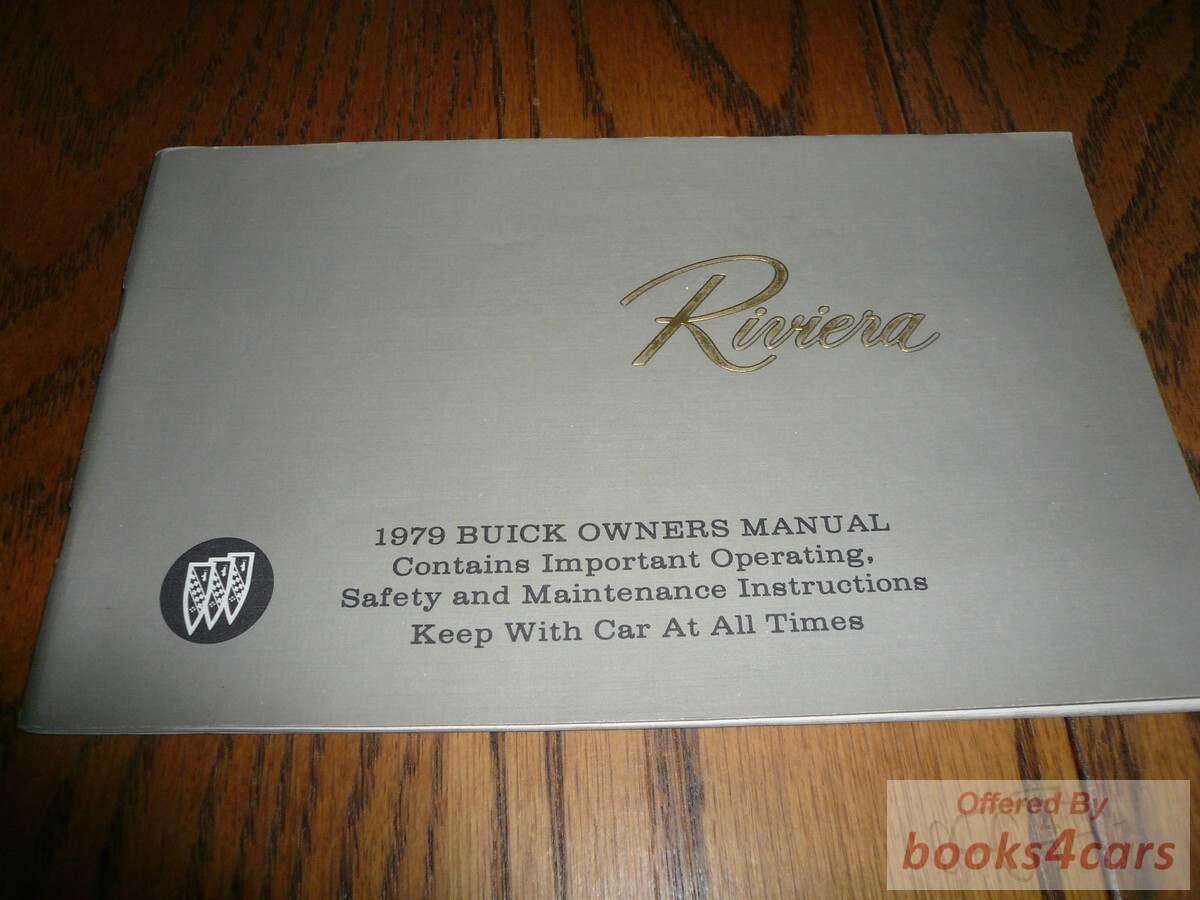 Riviera
1979 BUICK OWNERS MANUAL
Contains Important Operating,
Safety and Maintenance Instructions
Keep With Car At All Times
Offered By
books4cars